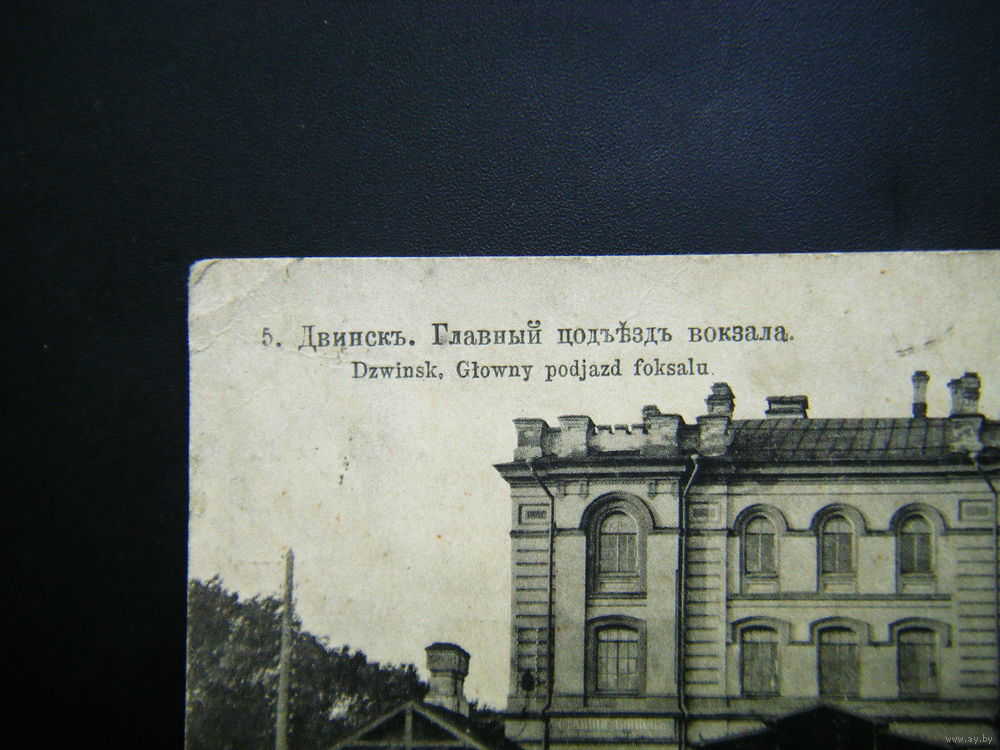 5. Двинскъ. Главный подъѣздъ вокзала.
Dzwinsk, Głowny podjazd foksalu.
www.ay.by